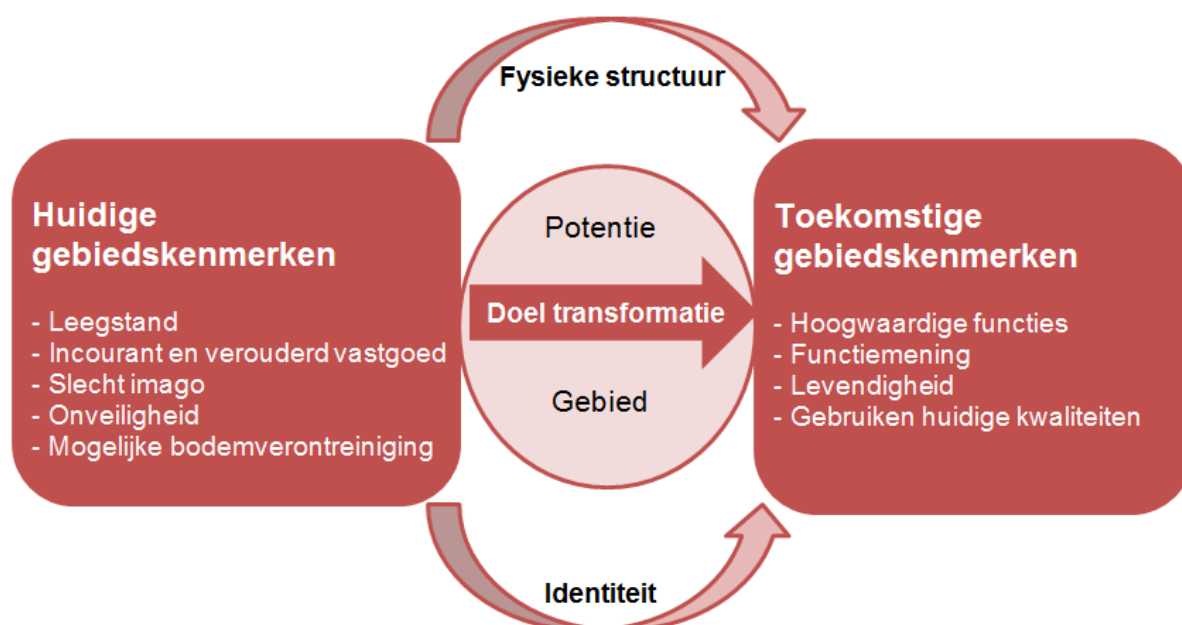 Fysieke structuur
Huidige
gebiedskenmerken
- Leegstand
- Incourant en verouderd vastgoed
- Slecht imago
- Onveiligheid
- Mogelijke bodemverontreiniging
Potentie
Doel transformatie
Gebied
Toekomstige
gebiedskenmerken
- Hoogwaardige functies
- Functiemening
- Levendigheid
- Gebruiken huidige kwaliteiten
Identiteit